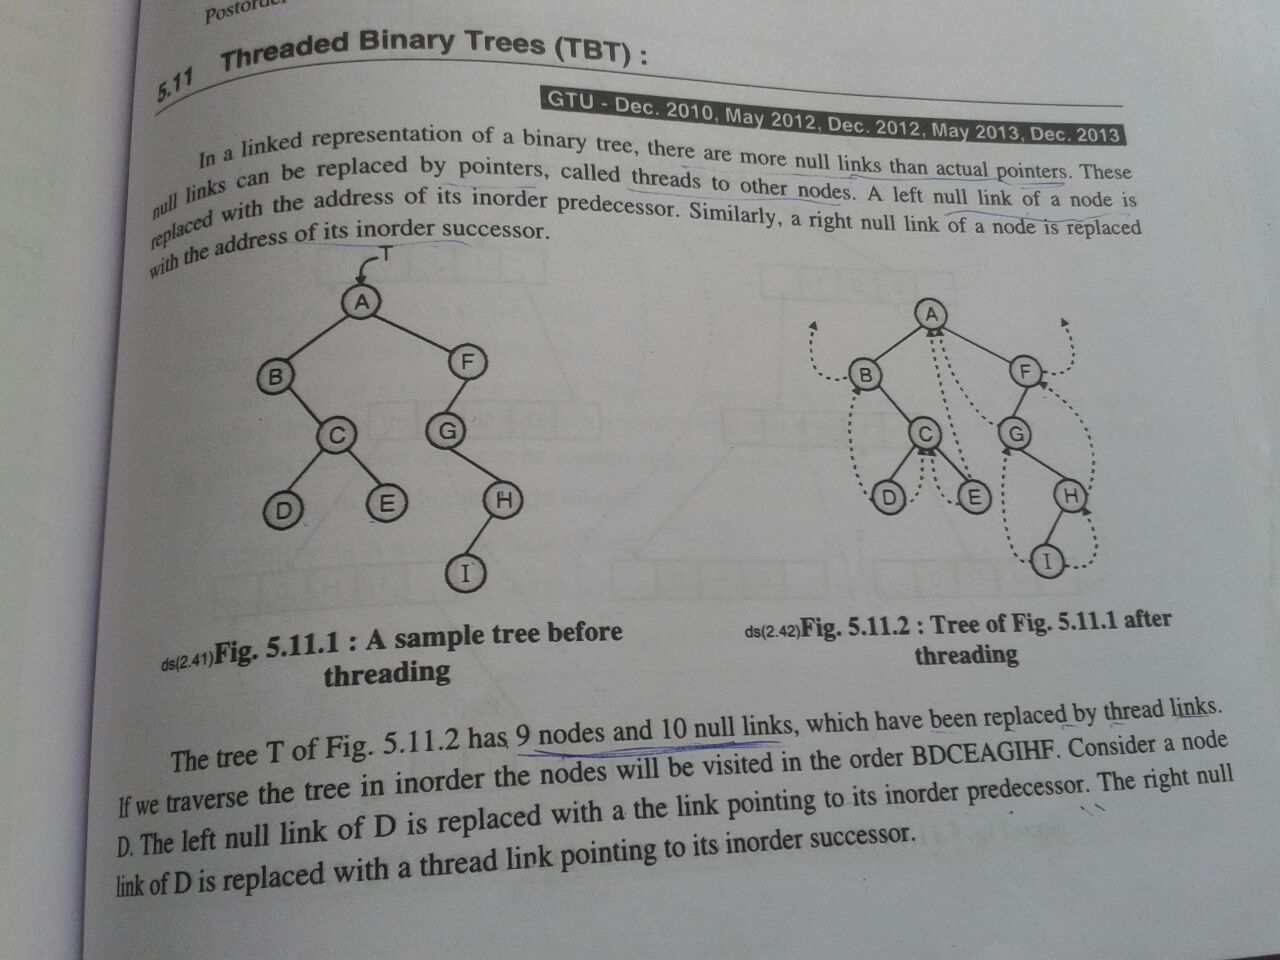 5.11 Threaded Binary Trees (TBT) :
GTU - Dec. 2010, May 2012, Dec. 2012, May 2013, Dec. 2013
In a linked representation of a binary tree, there are more null links than actual pointers. These
null links can be replaced by pointers, called threads to other nodes. A left null link of a node is
replaced with the address of its inorder predecessor. Similarly, a right null link of a node is replaced
with the address of its inorder successor.
T
A
B
F
C
G
D
E
H
I
A
B
F
C
G
D
E
H
I
ds(2.41)Fig. 5.11.1 : A sample tree before
threading
ds(2.42)Fig. 5.11.2 : Tree of Fig. 5.11.1 after
threading
The tree T of Fig. 5.11.2 has 9 nodes and 10 null links, which have been replaced by thread links.
If we traverse the tree in inorder the nodes will be visited in the order BDCEAGIHF. Consider a node
D. The left null link of D is replaced with a the link pointing to its inorder predecessor. The right null
link of D is replaced with a thread link pointing to its inorder successor.